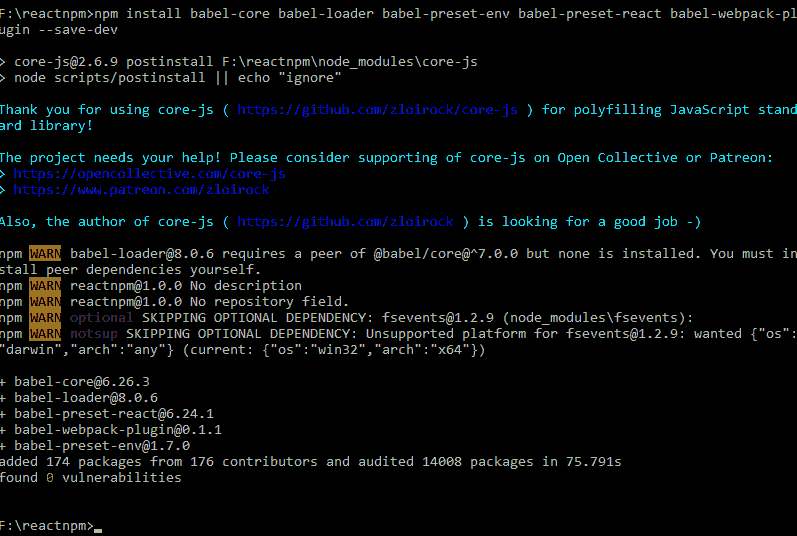 F:\reactnpm>npm install babel-core babel-loader babel-preset-env babel-preset-react babel-webpack-pl
ugin --save-dev
> core-js@2.6.9 postinstall F:\reactnpm\node_modules\core-js
> node scripts/postinstall || echo "ignore"
Thank you for using core-js ( https://github.com/zloirock/core-js ) for polyfilling JavaScript stand
ard library!
The project needs your help! Please consider supporting of core-js on Open Collective or Patreon:
> https://opencollective.com/core-js
> https://www.patreon.com/zloirock
Also, the author of core-js ( https://github.com/zloirock ) is looking for a good job -)
npm WARN babel-loader@8.0.6 requires a peer of @babel/core@^7.0.0 but none is installed. You must in
stall peer dependencies yourself.
npm WARN reactnpm@1.0.0 No description
npm WARN reactnpm@1.0.0 No repository field.
npm WARN optional SKIPPING OPTIONAL DEPENDENCY: fsevents@1.2.9 (node_modules\fsevents):
npm WARN notsup SKIPPING OPTIONAL DEPENDENCY: Unsupported platform for fsevents@1.2.9: wanted {"os":
"darwin","arch":"any"} (current: {"os":"win32","arch":"x64"})
+ babel-core@6.26.3
+ babel-loader@8.0.6
+ babel-preset-react@6.24.1
+ babel-webpack-plugin@0.1.1
+ babel-preset-env@1.7.0
added 174 packages from 176 contributors and audited 14008 packages in 75.791s
found 0 vulnerabilities
F:\reactnpm>